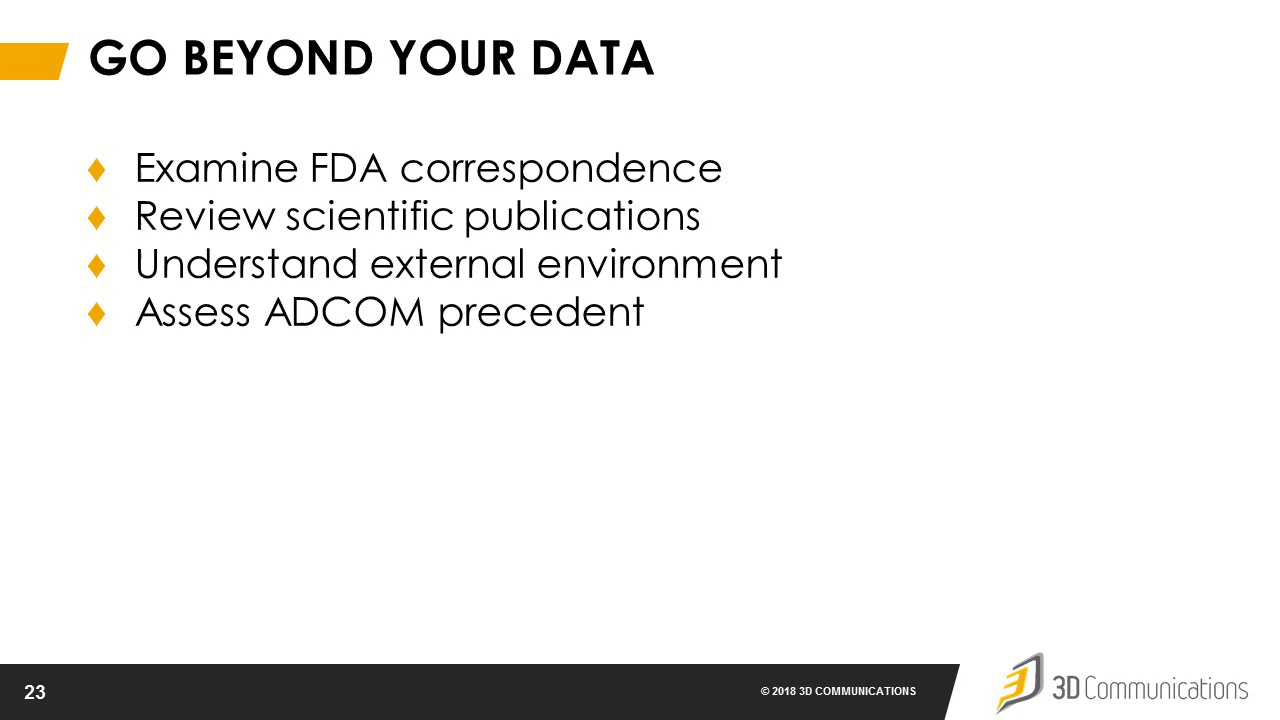 GO BEYOND YOUR DATA
♦ Examine FDA correspondence
♦ Review scientific publications
♦ Understand external environment
♦ Assess ADCOM precedent
23
© 2018 3D COMMUNICATIONS
3D Communications